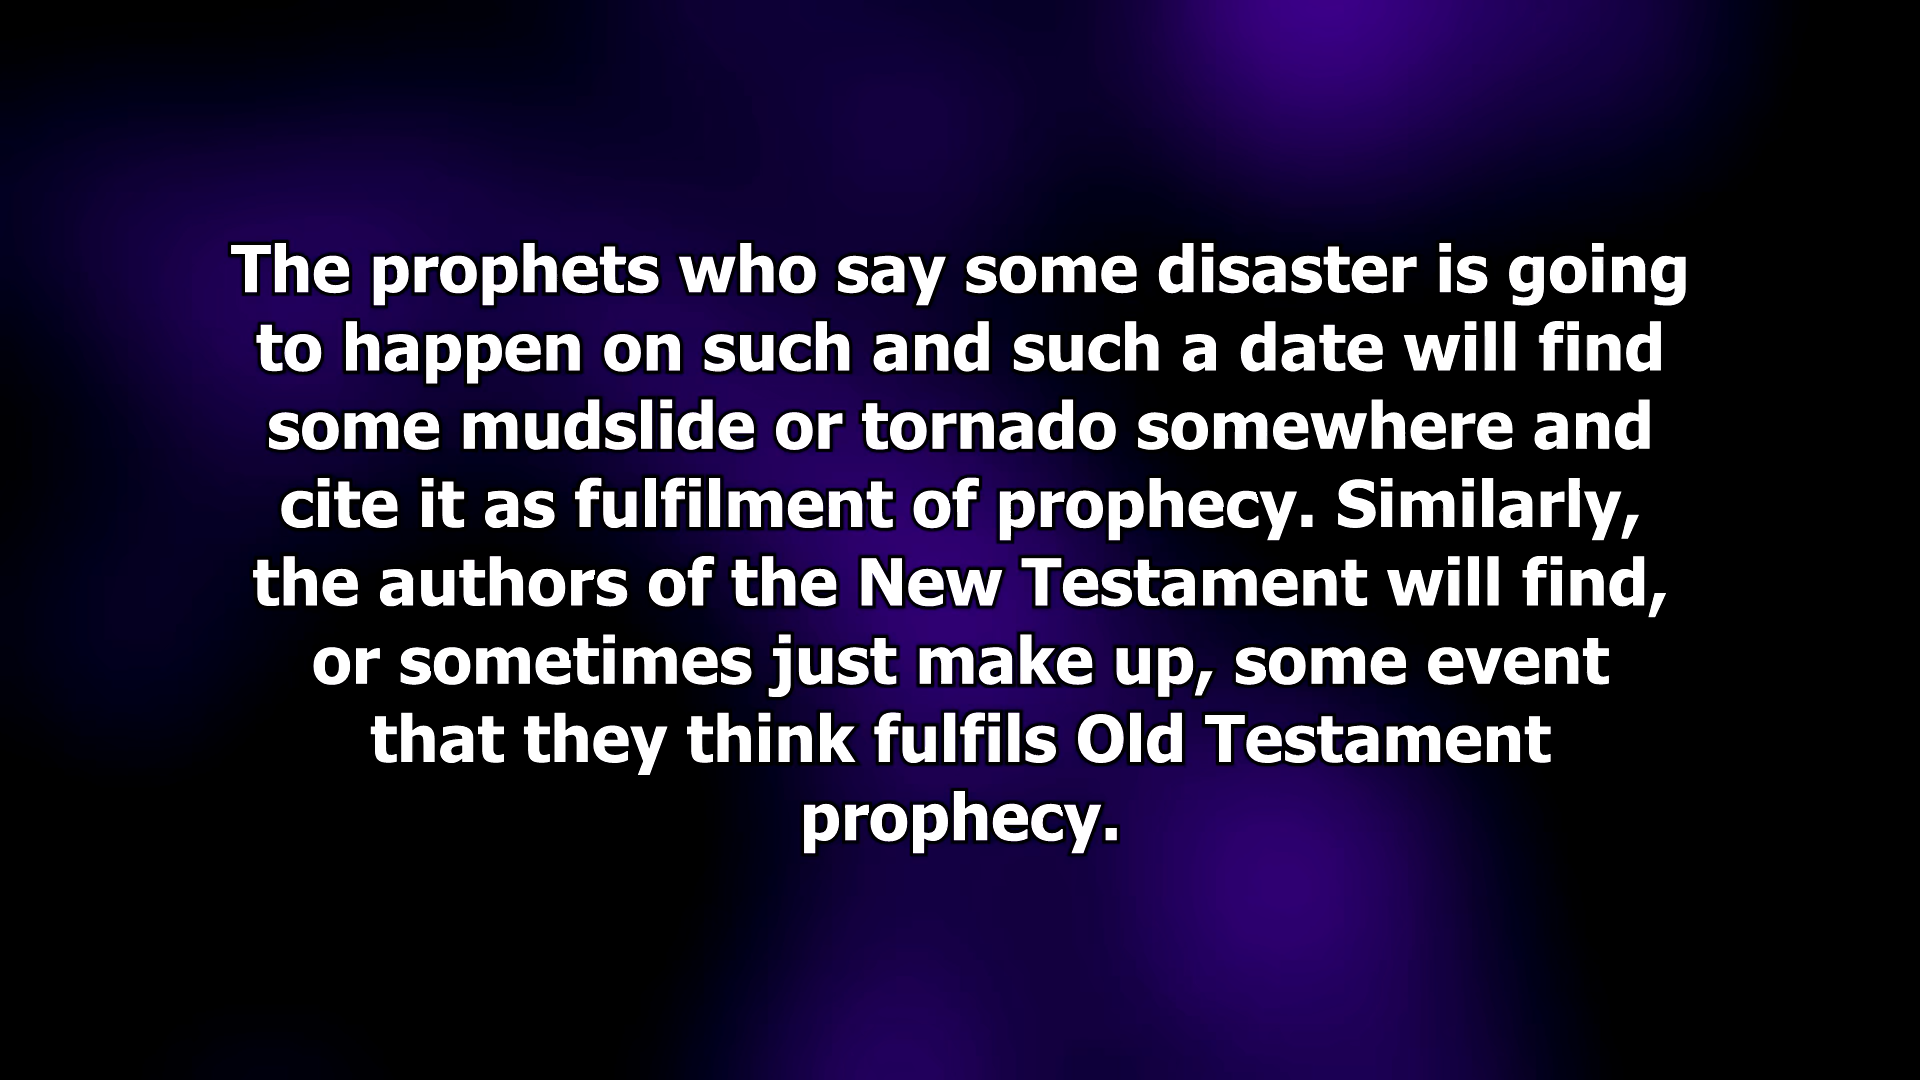 The prophets who say some disaster is going
to happen on such and such a date will find
some mudslide or tornado somewhere and
cite it as fulfilment of prophecy. Similarly,
the authors of the New Testament will find,
or sometimes just make up, some event
that they think fulfils Old Testament
prophecy.